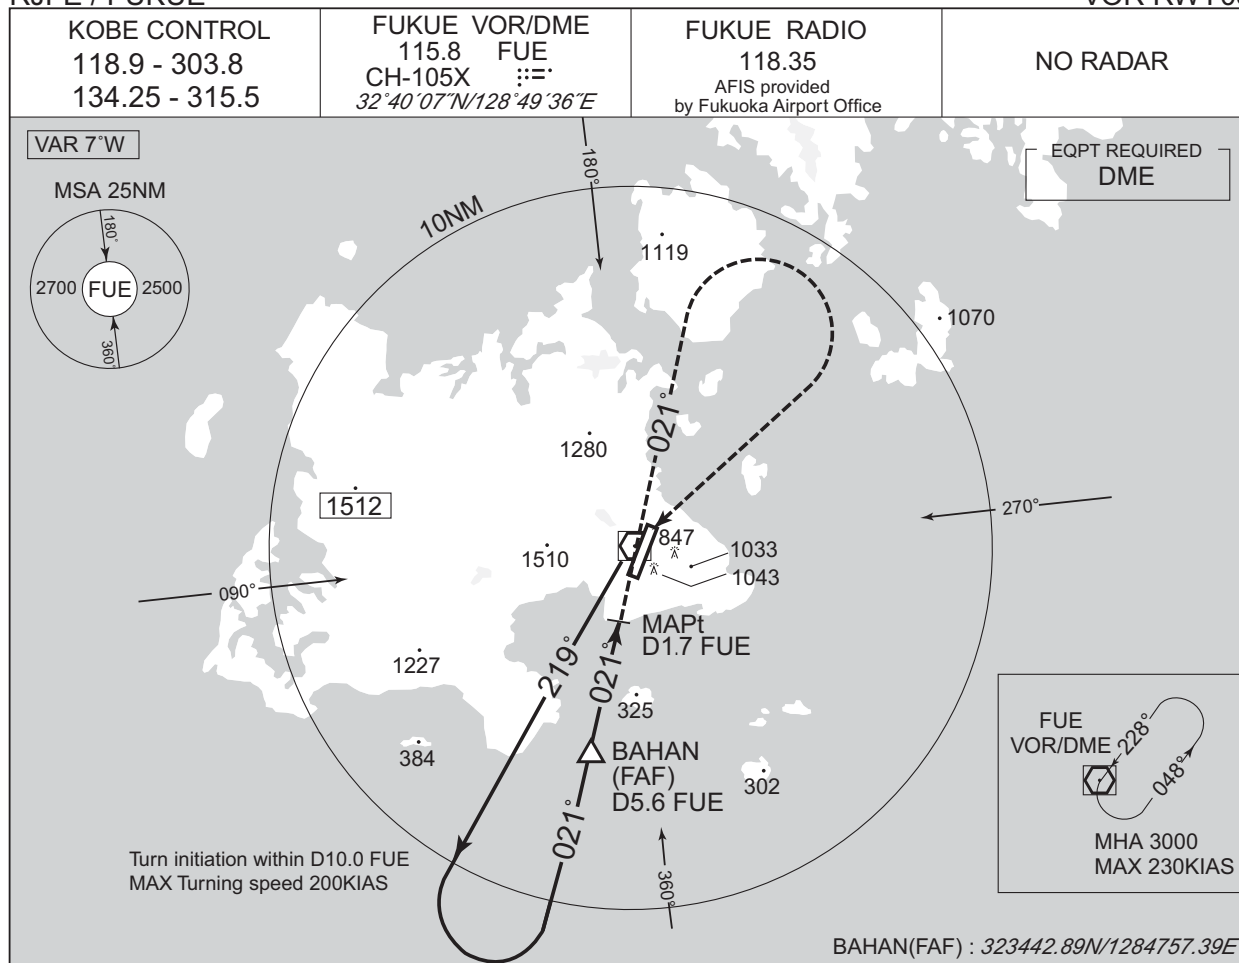 KOBE CONTROL
118.9 - 303.8
134.25 - 315.5
FUKUE VOR/DME
115.8 FUE
CH-105X
32°40´07˝N/128°49´36˝E
FUKUE RADIO
118.35
AFIS provided
by Fukuoka Airport Office
NO RADAR
VAR 7°W
MSA 25NM
180°
2700 FUE 2500
360°
EQPT REQUIRED
DME
180°
10NM
1119
1070
021°
1280
1512
270°
847
1510
1033
1043
090°
MAPt
D1.7 FUE
1227
219°
021°
325
384
BAHAN
(FAF)
D5.6 FUE
302
021°
360°
Turn initiation within D10.0 FUE
MAX Turning speed 200KIAS
FUE
VOR/DME
228°
048°
MHA 3000
MAX 230KIAS
BAHAN(FAF) : 323442.89N/1284757.39E